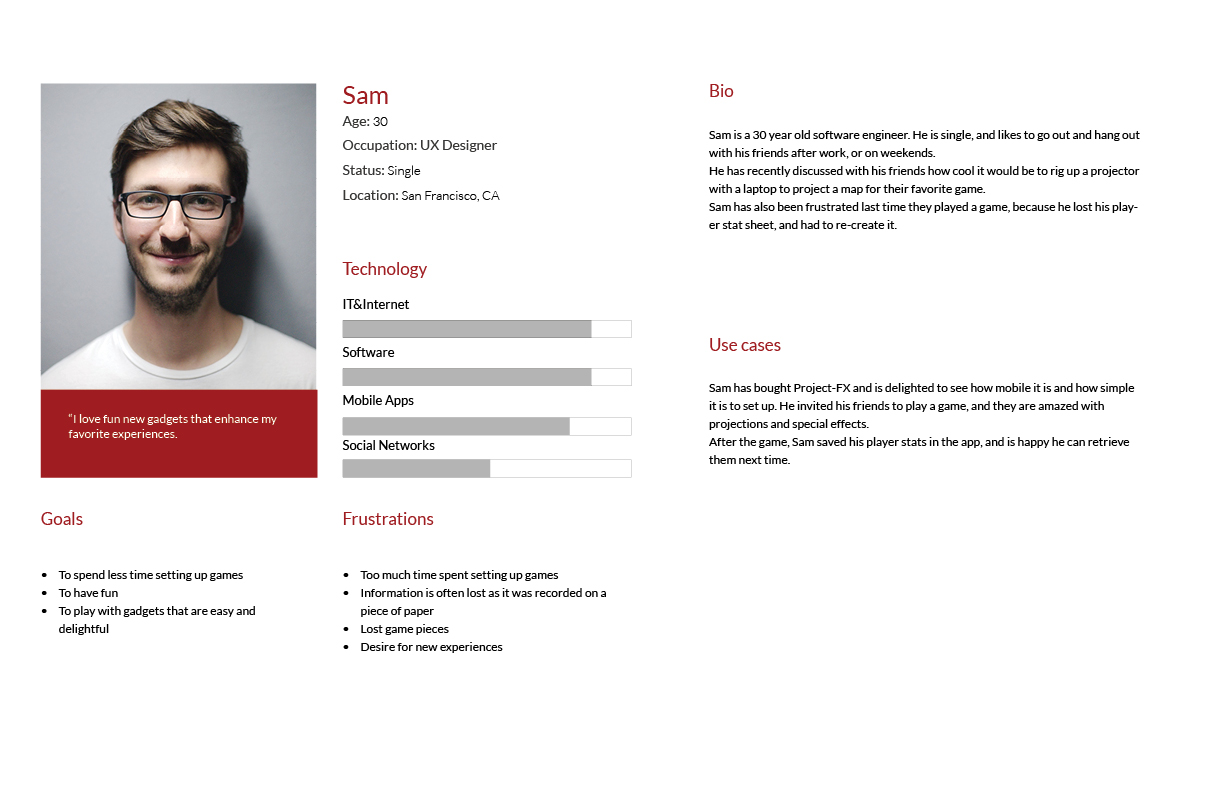 Sam
Age: 30
Occupation: UX Designer
Status: Single
Location: San Francisco, CA
Technology
IT&Internet
Software
Mobile Apps
Social Networks
“I love fun new gadgets that enhance my
favorite experiences.
Goals
• To spend less time setting up games
• To have fun
• To play with gadgets that are easy and
delightful
Frustrations
• Too much time spent setting up games
• Information is often lost as it was recorded on a
piece of paper
• Lost game pieces
• Desire for new experiences
Bio
Sam is a 30 year old software engineer. He is single, and likes to go out and hang out
with his friends after work, or on weekends.
He has recently discussed with his friends how cool it would be to rig up a projector
with a laptop to project a map for their favorite game.
Sam has also been frustrated last time they played a game, because he lost his play-
er stat sheet, and had to re-create it.
Use cases
Sam has bought Project-FX and is delighted to see how mobile it is and how simple
it is to set up. He invited his friends to play a game, and they are amazed with
projections and special effects.
After the game, Sam saved his player stats in the app, and is happy he can retrieve
them next time.